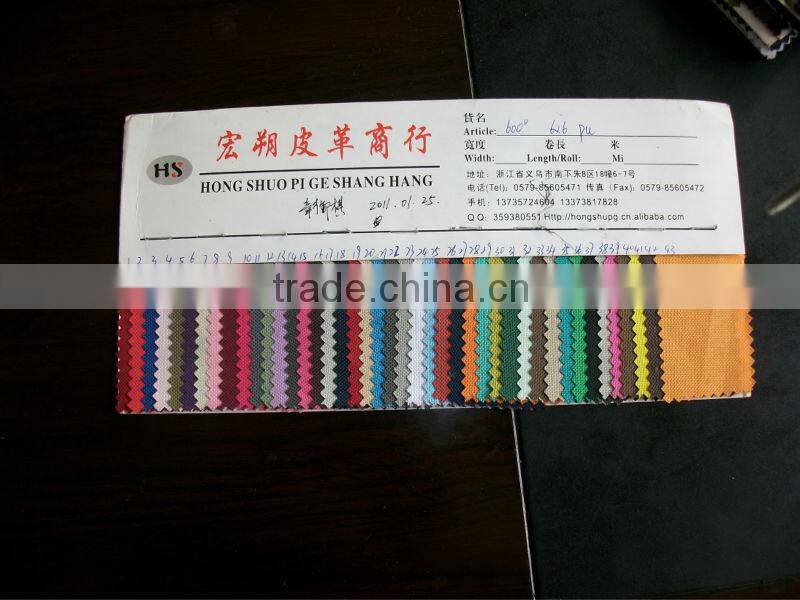 宏朔皮革商行
HS
HONG SHUO PI GE SHANG HANG
2011.01.25.
货名
Article: 600D 6x6 pu
宽度 卷長 米
Width: Length/Roll: Mi
地址：浙江省义乌市南下朱B区18幢6-7号
电话(Tel): 0579-85605471 传真 (Fax): 0579-85605472
手机：13735724604 13373817828
QQ: 359380551 Http://hongshupg.cn.alibaba.com
1 2 3 4 5 6 7 8 9 10 11 12 13 14 15 16 17 18 19 20 21 22 23 24 25 26 27 28 29 30 31 32 33 34 35 36 37 38 39 40 41 42 43
trade.china.cn